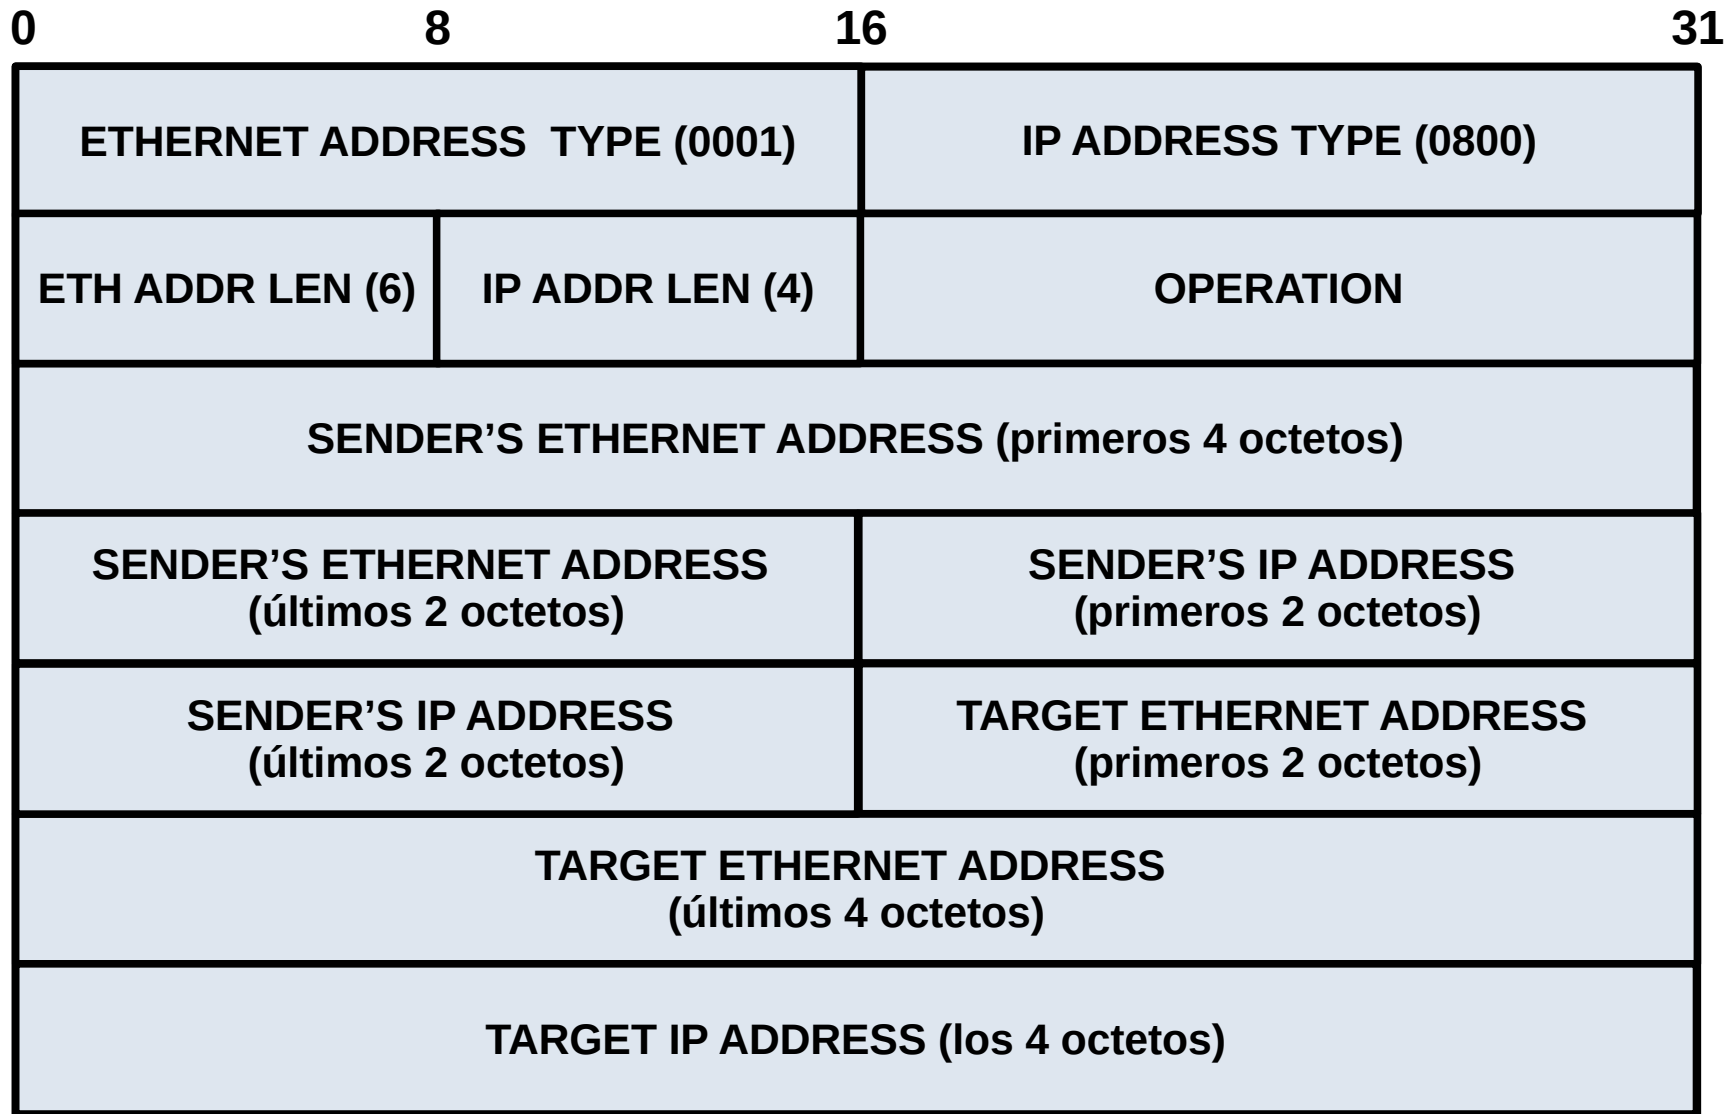 0 8 16 31
ETHERNET ADDRESS TYPE (0001) IP ADDRESS TYPE (0800)
ETH ADDR LEN (6) IP ADDR LEN (4) OPERATION
SENDER’S ETHERNET ADDRESS (primeros 4 octetos)
SENDER’S ETHERNET ADDRESS
(últimos 2 octetos)
SENDER’S IP ADDRESS
(primeros 2 octetos)
SENDER’S IP ADDRESS
(últimos 2 octetos)
TARGET ETHERNET ADDRESS
(primeros 2 octetos)
TARGET ETHERNET ADDRESS
(últimos 4 octetos)
TARGET IP ADDRESS (los 4 octetos)